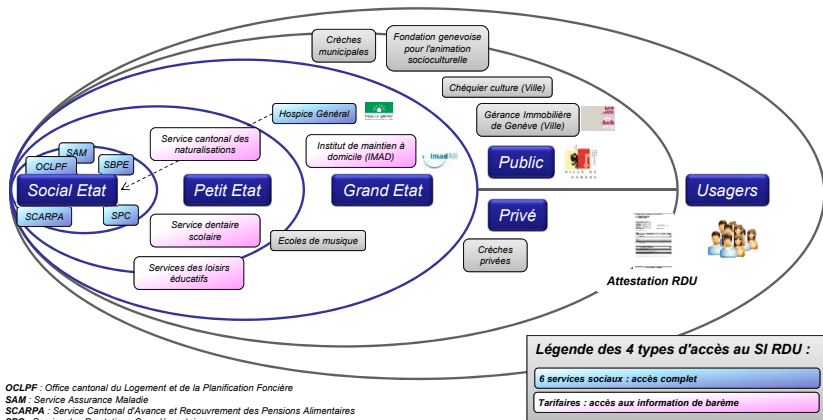 Crèches
municipales
Fondation genevoise
pour l'animation
socioculturelle
Chéquier culture (Ville)
Hospice Général
Gérance Immobilière
de Genève (Ville)
Service cantonal des
naturalisations
Institut de maintien à
domicile (IMAD)
imad
SAM
SBPE
OCLPF
Public
Social Etat
Petit Etat
Grand Etat
Usagers
SCARPA
SPC
Privé
Service dentaire
scolaire
Ecoles de musique
Crèches
privées
Services des loisirs
éducatifs
Attestation RDU
Légende des 4 types d'accès au SI RDU :
6 services sociaux : accès complet
Tarifaires : accès aux information de barème
OCLPF : Office cantonal du Logement et de la Planification Foncière
SAM : Service Assurance Maladie
SCARPA : Service Cantonal d'Avance et Recouvrement des Pensions Alimentaires